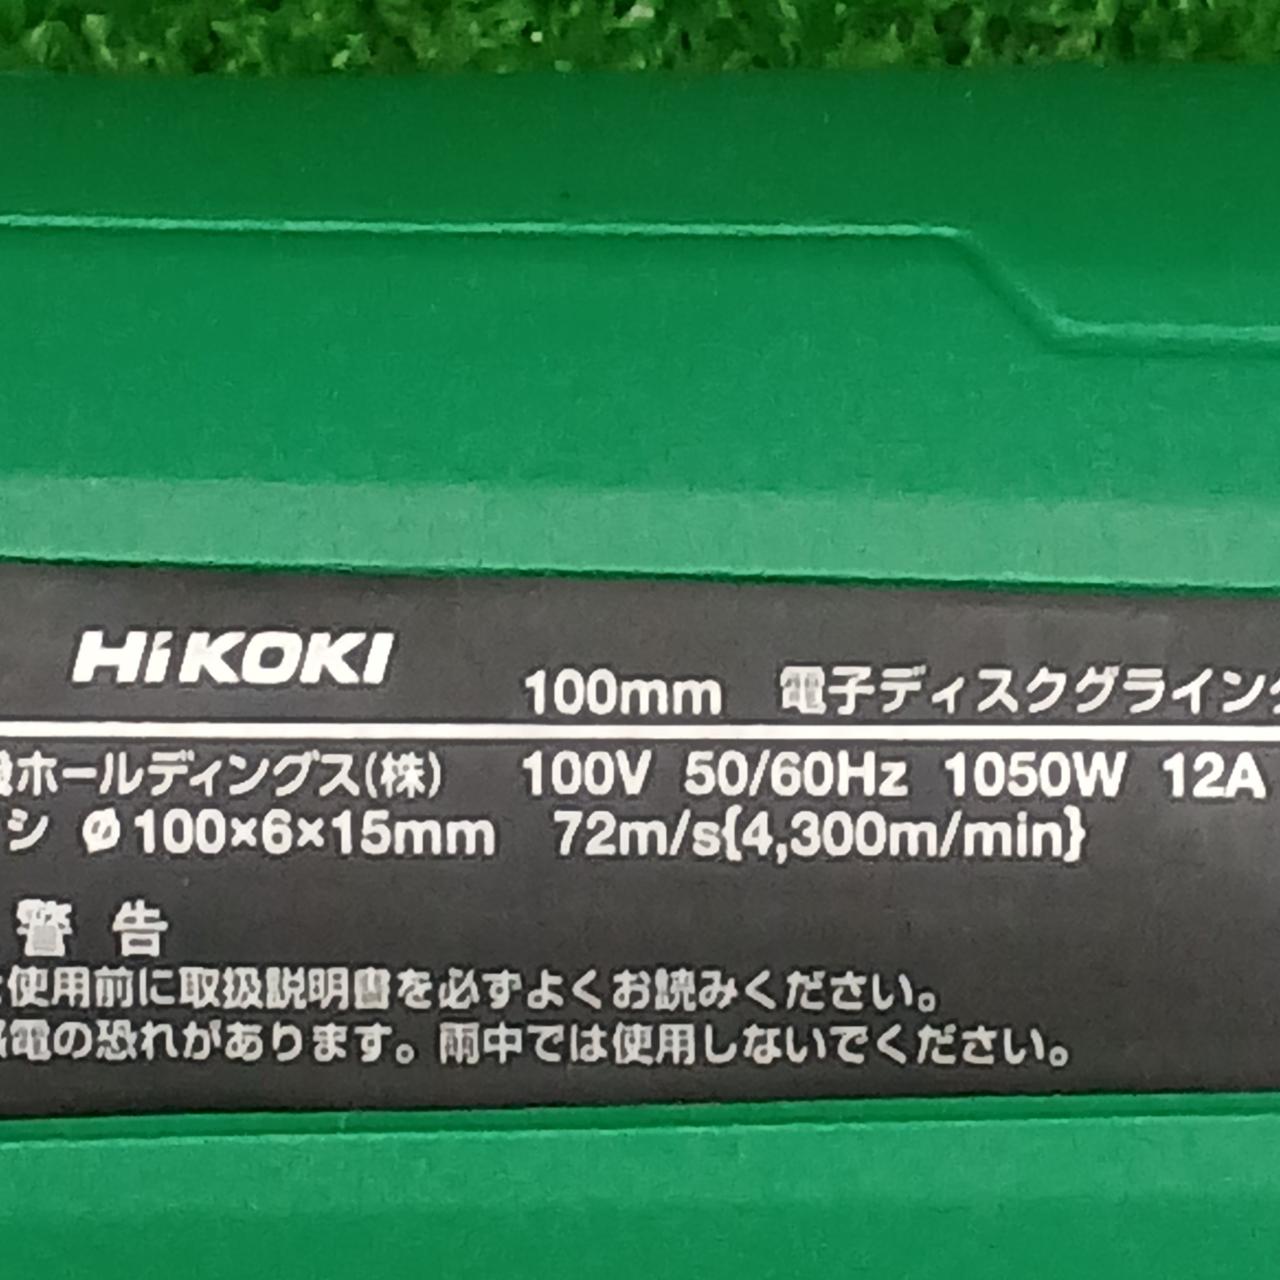 HiKOKI
100mm 電子ディスクグライン
ホールディングス(株) 100V 50/60Hz 1050W 12A
シ φ100×6×15mm 72m/s{4,300m/min}
警告
使用前に取扱説明書を必ずよくお読みください。
電の恐れがあります。雨中では使用しないでください。